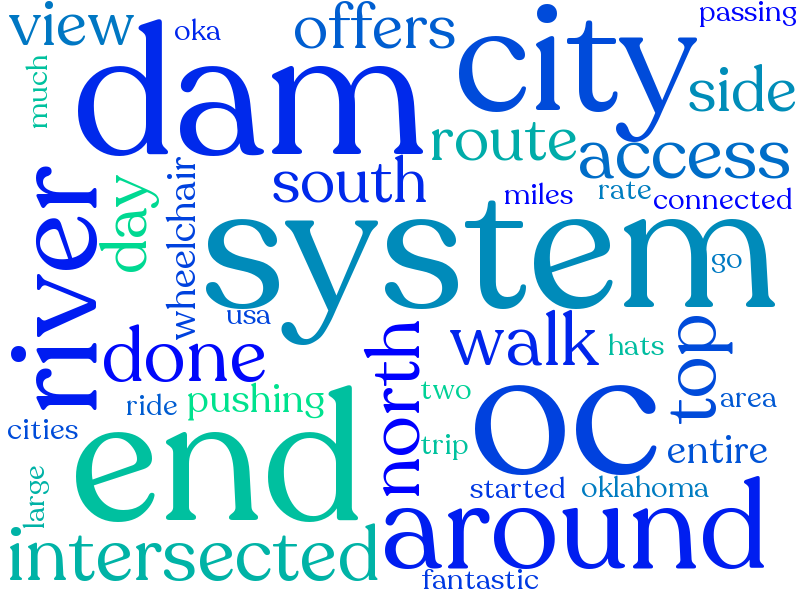 view
oka
offers
city
passing
much
dam
side
route
access
river
day
wheelchair
south
miles
rate
connected
system
go
usa
done
north
walk
hats
top
ride
pushing
two
oc
area
cities
end
trip
entire
large
started
oklahoma
intersected
around
fantastic